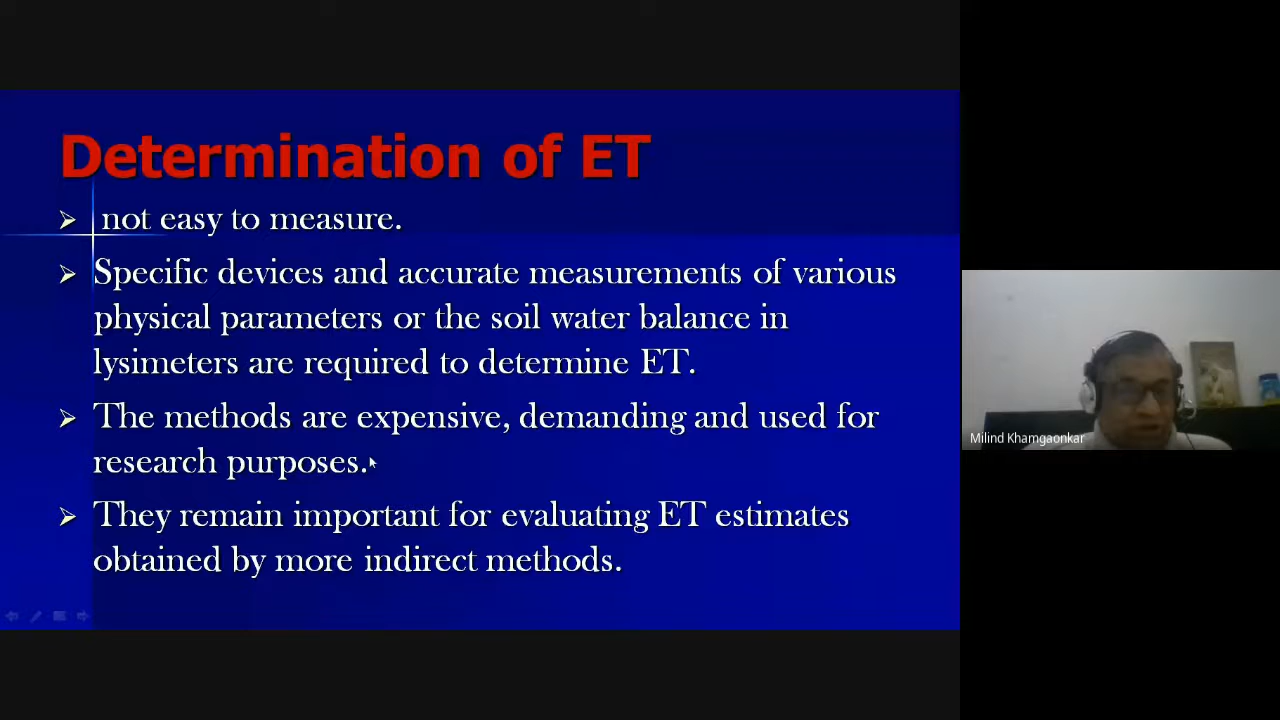 Determination of ET
not easy to measure.
Specific devices and accurate measurements of various
physical parameters or the soil water balance in
lysimeters are required to determine ET.
The methods are expensive, demanding and used for
research purposes.
They remain important for evaluating ET estimates
obtained by more indirect methods.
Milind Khamgaonkar